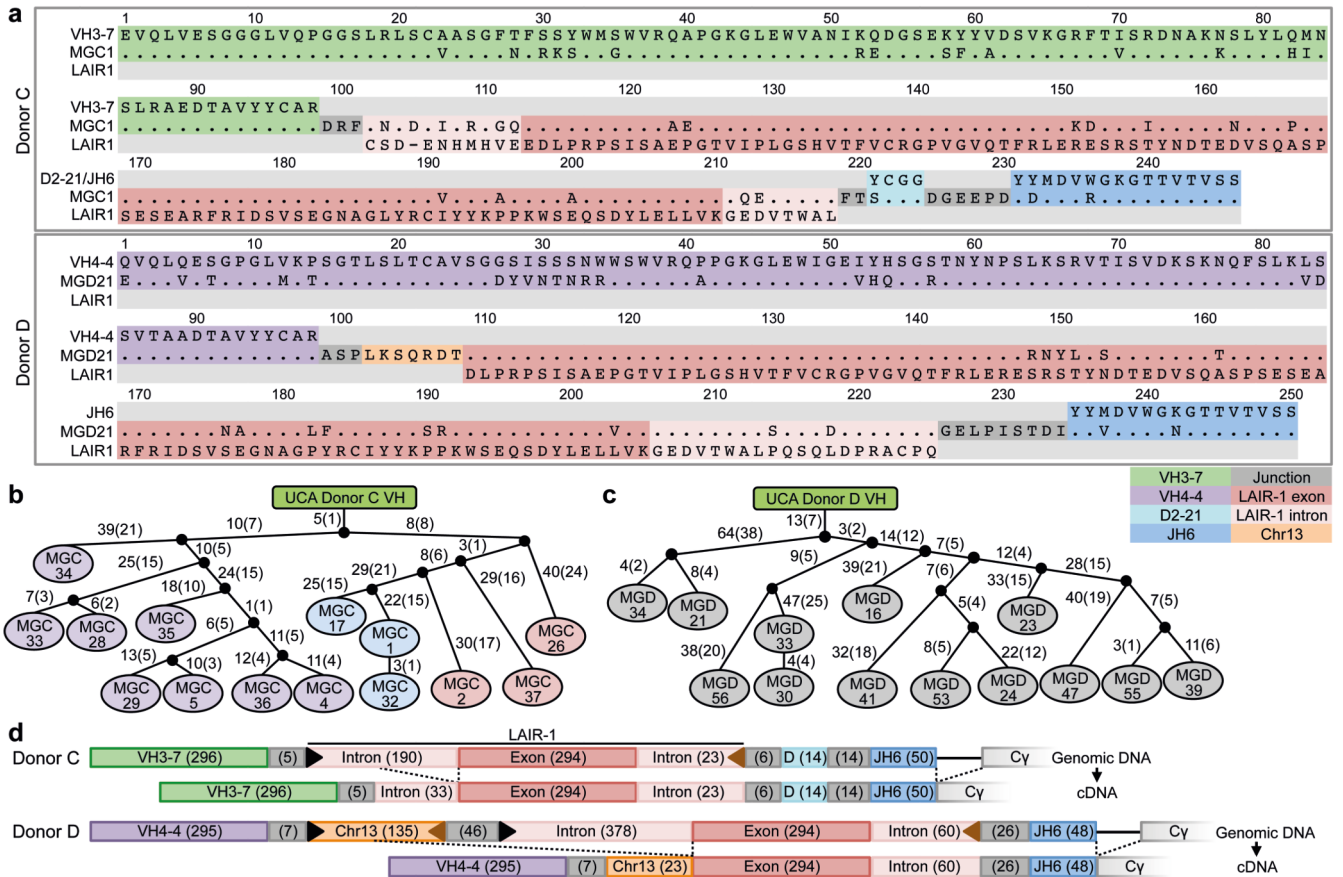 a
1 10 20 30 40 50 60 70 80
Donor C
VH3-7 EVQLVESGGGLVQPGGSLRLSCAASGFTFSSYWMSWVRQAPGKGLEWVANIKQDGSEKYYVDSVKGRFTISRDNAKNSLYLQMN
MGC1 ......................V....N.RKS..G................RE....SF.A........V......K....HI.
LAIR1
90 100 110 120 130 140 150 160
VH3-7 SLRAEDTAVYYCAR
MGC1 ..............DRF.N.D.I.R.GQ..........AE..........................KD...I.....N...P..
LAIR1 CSD-ENHMHVEEDLPRPSISAEPGTVIPLGSHVTFVCRGPVGVQTFRLERESRSTYNDTEDVSQASP
170 180 190 200 210 220 230 240
D2-21/JH6 YCGG YYMDVWGKGTTVTVSS
MGC1 ......................V...A....A...........QE.....FTS...DGEEPD.D...R..........
LAIR1 SESEARFRIDSVSEGNAGLYRCIYYKPPKWSEQSDYLELLVKGEDVTWAL
1 10 20 30 40 50 60 70 80
Donor D
VH4-4 QVQLQESGPGLVKPSGTLSLTCAVSGGSISSSNWWSWVRQPPGKGLEWIGEIYHSGSTNYNPSLKSRVTISVDKSKNQFSLKLS
MGD21 E...V.T....M.T............DYVNTNRR......A..........VHQ..R.........................VD
LAIR1
90 100 110 120 130 140 150 160
VH4-4 SVTAADTAVYYCAR
MGD21 ..............ASPLKSQRDT.......................................RNYL.S.......T.......
LAIR1 DLPRPSISAEPGTVIPLGSHVTFVCRGPVGVQTFRLERESRSTYNDTEDVSQASPSESEA
170 180 190 200 210 220 230 240 250
JH6 YYMDVWGKGTTVTVSS
MGD21 .......NA....LF......SR...........V..........S...D.......GELPISTDI..V....N........
LAIR1 RFRIDSVSEGNAGPYRCIYYKPPKWSEQSDYLELLVKGEDVTWALPQSQLDPRACPQ
VH3-7 Junction
VH4-4 LAIR-1 exon
D2-21 LAIR-1 intron
JH6 Chr13
b
UCA Donor C VH
39(21) 10(7) 5(1) 8(8)
MGC 34
25(15) 10(5) 3(1)
8(6)
18(10) 24(15) 25(15) 29(21) 29(16) 40(24)
7(3) 6(2) 22(15)
MGC 33
MGC 28
MGC 35
1(1)
MGC 17
MGC 1
MGC 26
6(5) 11(5) 30(17)
13(5) 10(3) 12(4) 11(4) 3(1)
MGC 29
MGC 5
MGC 36
MGC 4
MGC 32
MGC 2
MGC 37
c
UCA Donor D VH
64(38) 13(7) 3(2) 14(12) 7(5) 12(4) 28(15)
4(2) 8(4) 9(5) 39(21) 7(6) 33(15)
MGD 34
MGD 21
47(25)
MGD 16
5(4)
MGD 23
40(19) 7(5)
MGD 33
38(20) 4(4) 32(18) 8(5) 22(12) 3(1) 11(6)
MGD 56
MGD 30
MGD 41
MGD 53
MGD 24
MGD 47
MGD 55
MGD 39
d
LAIR-1
Donor C VH3-7 (296) (5) Intron (190) Exon (294) Intron (23) (6) D (14) (14) JH6 (50) Cγ Genomic DNA
VH3-7 (296) (5) Intron (33) Exon (294) Intron (23) (6) D (14) (14) JH6 (50) Cγ cDNA
Donor D VH4-4 (295) (7) Chr13 (135) (46) Intron (378) Exon (294) Intron (60) (26) JH6 (48) Cγ Genomic DNA
VH4-4 (295) (7) Chr13 (23) Exon (294) Intron (60) (26) JH6 (48) Cγ cDNA